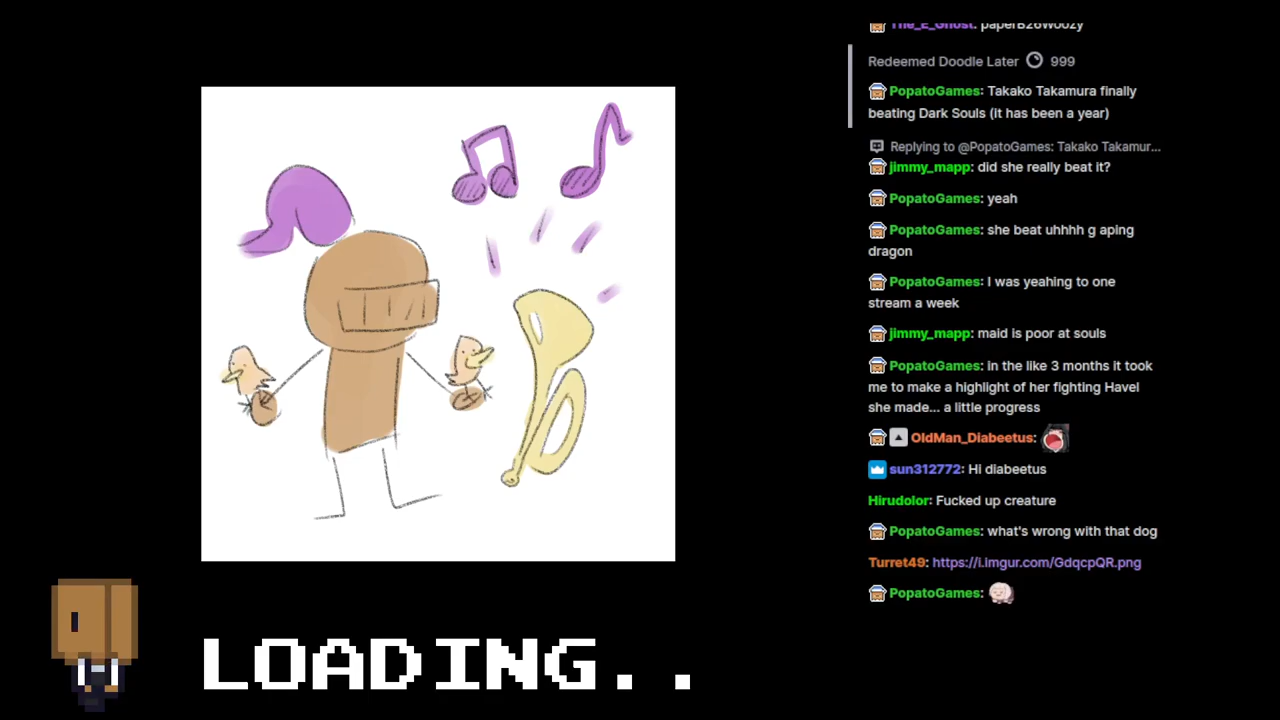 The_E_Ghost: paperB26Woozy
Redeemed Doodle Later 999
PopatoGames: Takako Takamura finally
beating Dark Souls (it has been a year)
Replying to @PopatoGames: Takako Takamur...
jimmy_mapp: did she really beat it?
PopatoGames: yeah
PopatoGames: she beat uhhhh g aping
dragon
PopatoGames: I was yeahing to one
stream a week
jimmy_mapp: maid is poor at souls
PopatoGames: in the like 3 months it took
me to make a highlight of her fighting Havel
she made... a little progress
OldMan_Diabeetus:
sun312772: Hi diabeetus
Hirudolor: Fucked up creature
PopatoGames: what's wrong with that dog
Turret49: https://i.imgur.com/GdqcpQR.png
PopatoGames:
LOADING..